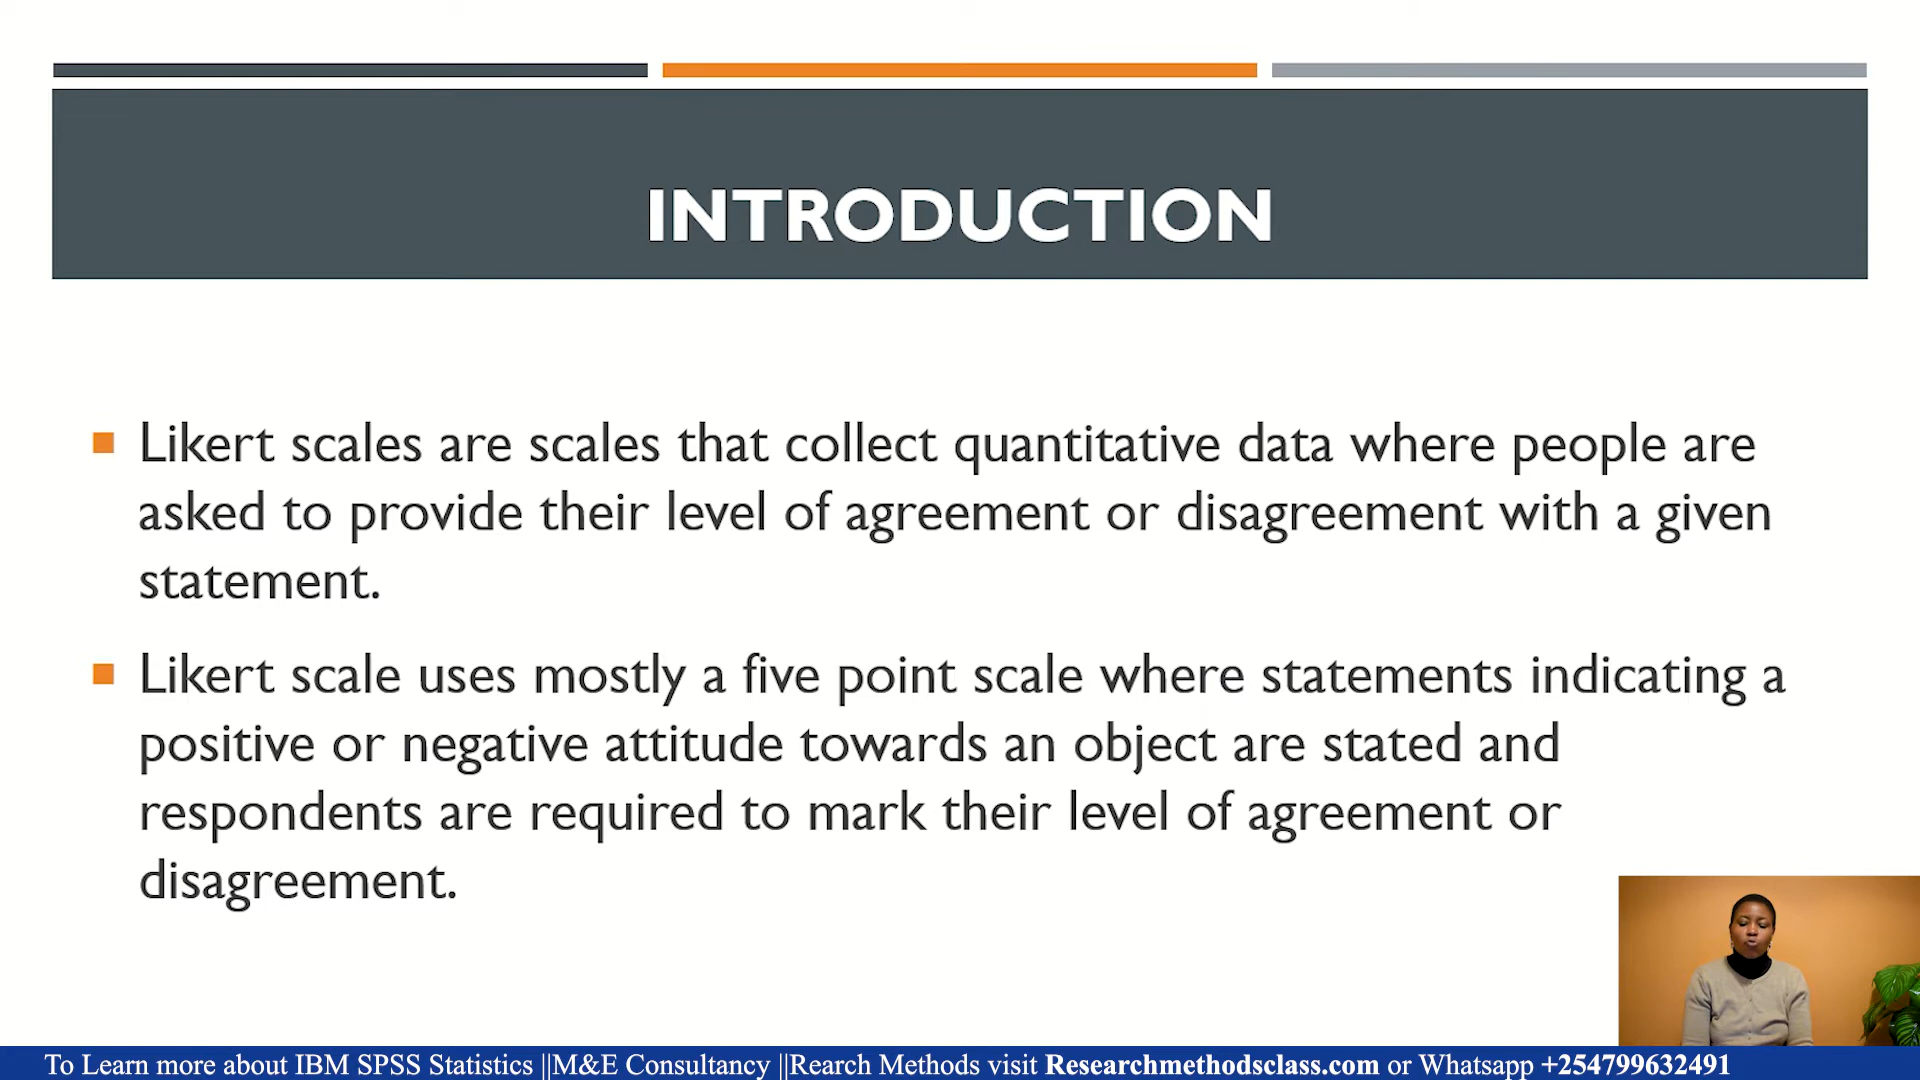 INTRODUCTION
Likert scales are scales that collect quantitative data where people are
asked to provide their level of agreement or disagreement with a given
statement.
Likert scale uses mostly a five point scale where statements indicating a
positive or negative attitude towards an object are stated and
respondents are required to mark their level of agreement or
disagreement.
To Learn more about IBM SPSS Statistics ||M&E Consultancy ||Rearch Methods visit Researchmethodsclass.com or Whatsapp +254799632491